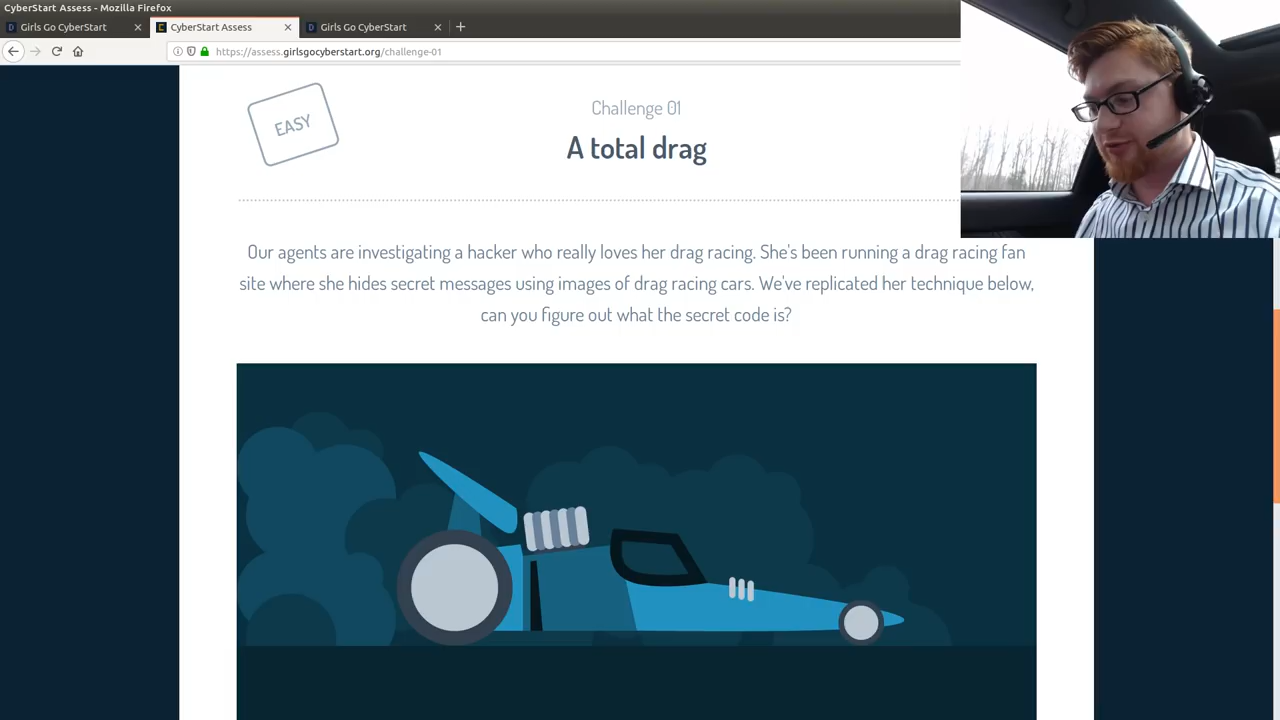 CyberStart Assess - Mozilla Firefox
Girls Go CyberStart
CyberStart Assess
Girls Go CyberStart
https://assess.girlsgocyberstart.org/challenge-01
EASY
Challenge 01
A total drag
Our agents are investigating a hacker who really loves her drag racing. She's been running a drag racing fan
site where she hides secret messages using images of drag racing cars. We've replicated her technique below,
can you figure out what the secret code is?